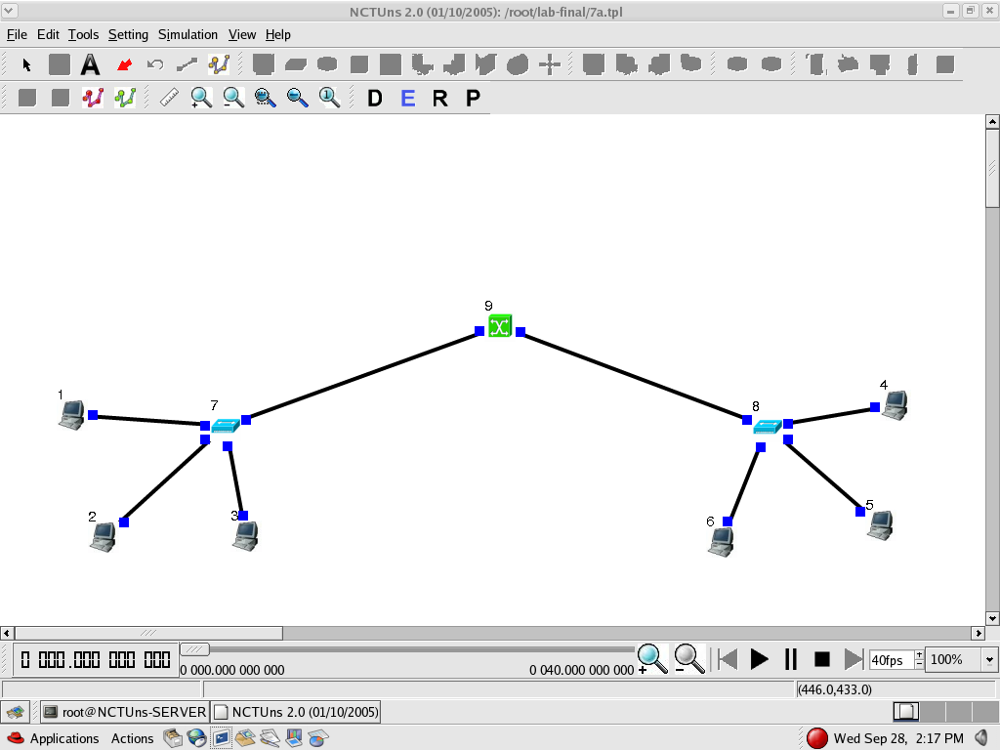 NCTUns 2.0 (01/10/2005): /root/lab-final/7a.tpl
File Edit Tools Setting Simulation View Help
A
1
D E R P
9
1
7
4
8
2
3
5
6
0 000.000 000 000
0 000.000 000 000
0 040.000 000 000
40fps
100%
(446.0,433.0)
root@NCTUns-SERVER
NCTUns 2.0 (01/10/2005)
Applications Actions
Wed Sep 28, 2:17 PM